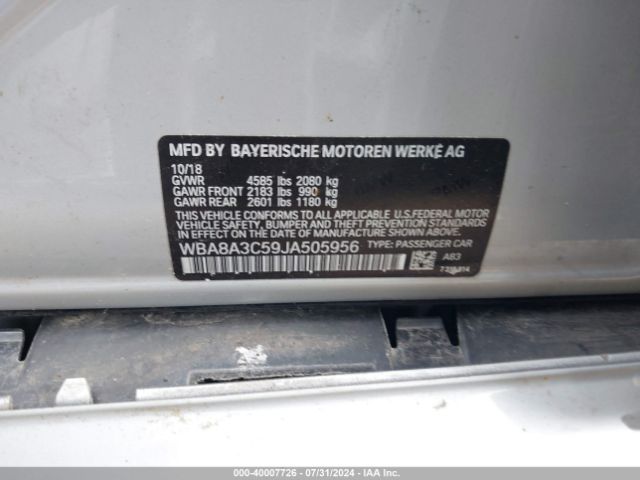 MFD BY BAYERISCHE MOTOREN WERKE AG
10/18
GVWR 4585 lbs 2080 kg
GAWR FRONT 2183 lbs 990 kg
GAWR REAR 2601 lbs 1180 kg
THIS VEHICLE CONFORMS TO ALL APPLICABLE U.S.FEDERAL MOTOR
VEHICLE SAFETY, BUMPER, AND THEFT PREVENTION STANDARDS
IN EFFECT ON THE DATE OF MANUFACTURE SHOWN ABOVE.
WBA8A3C59JA505956 TYPE: PASSENGER CAR
A83
000-40007726 - 07/31/2024 - IAA Inc.